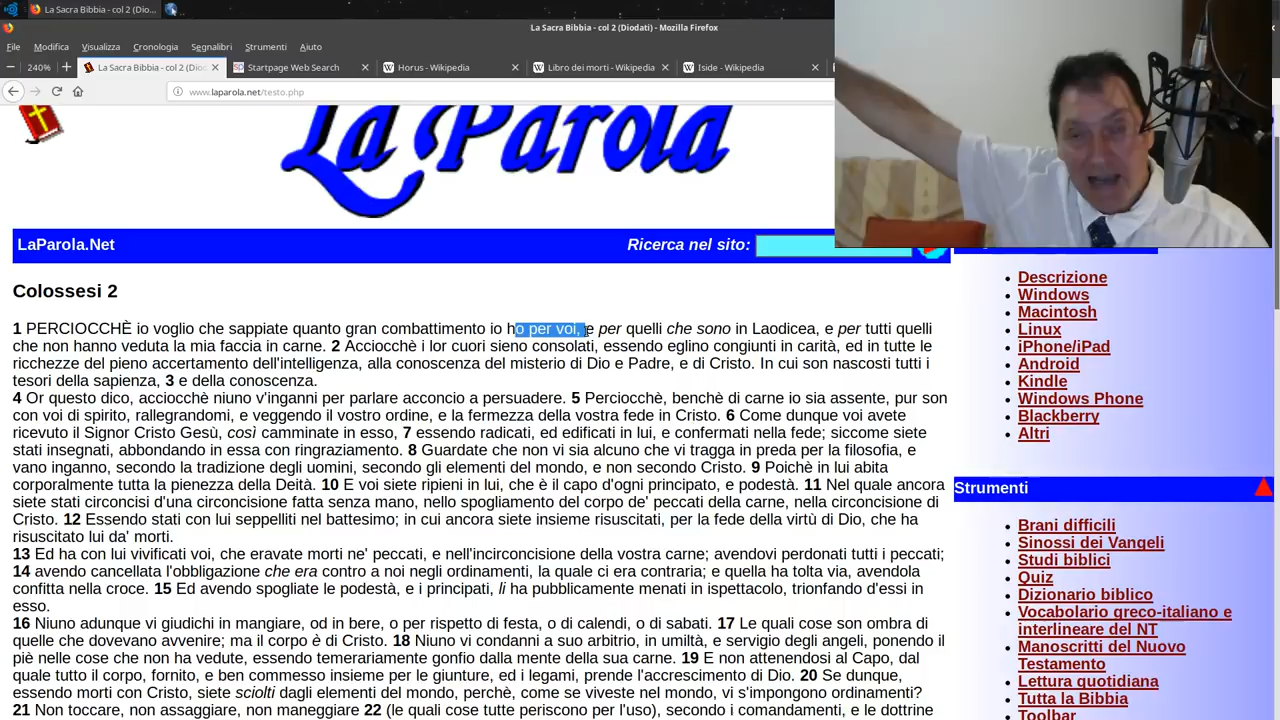 La Sacra Bibbia - col 2 (Dio...
La Sacra Bibbia - col 2 (Diodati) - Mozilla Firefox
File Modifica Visualizza Cronologia Segnalibri Strumenti Aiuto
240% La Sacra Bibbia - col 2 (Diod Startpage Web Search Horus - Wikipedia Libro dei morti - Wikipedia Iside - Wikipedia
www.laparola.net/testo.php
La Parola
LaParola.Net Ricerca nel sito:
Colossesi 2
1 PERCIOCCHÈ io voglio che sappiate quanto gran combattimento io ho per voi, e per quelli che sono in Laodicea, e per tutti quelli
che non hanno veduta la mia faccia in carne. 2 Acciocchè i lor cuori sieno consolati, essendo eglino congiunti in carità, ed in tutte le
ricchezze del pieno accertamento dell'intelligenza, alla conoscenza del misterio di Dio e Padre, e di Cristo. In cui son nascosti tutti i
tesori della sapienza, 3 e della conoscenza.
4 Or questo dico, acciocchè niuno v'inganni per parlare acconcio a persuadere. 5 Perciocchè, benchè di carne io sia assente, pur son
con voi di spirito, rallegrandomi, e veggendo il vostro ordine, e la fermezza della vostra fede in Cristo. 6 Come dunque voi avete
ricevuto il Signor Cristo Gesù, così camminate in esso, 7 essendo radicati, ed edificati in lui, e confermati nella fede; siccome siete
stati insegnati, abbondando in essa con ringraziamento. 8 Guardate che non vi sia alcuno che vi tragga in preda per la filosofia, e
vano inganno, secondo la tradizione degli uomini, secondo gli elementi del mondo, e non secondo Cristo. 9 Poichè in lui abita
corporalmente tutta la pienezza della Deità. 10 E voi siete ripieni in lui, che è il capo d'ogni principato, e podestà. 11 Nel quale ancora
siete stati circoncisi d'una circoncisione fatta senza mano, nello spogliamento del corpo de' peccati della carne, nella circoncisione di
Cristo. 12 Essendo stati con lui seppelliti nel battesimo; in cui ancora siete insieme risuscitati, per la fede della virtù di Dio, che ha
risuscitato lui da' morti.
13 Ed ha con lui vivificati voi, che eravate morti ne' peccati, e nell'incirconcisione della vostra carne; avendovi perdonati tutti i peccati;
14 avendo cancellata l'obbligazione che era contro a noi negli ordinamenti, la quale ci era contraria; e quella ha tolta via, avendola
confitta nella croce. 15 Ed avendo spogliate le podestà, e i principati, li ha pubblicamente menati in ispettacolo, trionfando d'essi in
esso.
16 Niuno adunque vi giudichi in mangiare, od in bere, o per rispetto di festa, o di calendi, o di sabati. 17 Le quali cose son ombra di
quelle che dovevano avvenire; ma il corpo è di Cristo. 18 Niuno vi condanni a suo arbitrio, in umiltà, e servigio degli angeli, ponendo il
piè nelle cose che non ha vedute, essendo temerariamente gonfio dalla mente della sua carne. 19 E non attenendosi al Capo, dal
quale tutto il corpo, fornito, e ben commesso insieme per le giunture, ed i legami, prende l'accrescimento di Dio. 20 Se dunque,
essendo morti con Cristo, siete sciolti dagli elementi del mondo, perchè, come se viveste nel mondo, vi s'impongono ordinamenti?
21 Non toccare, non assaggiare, non maneggiare 22 (le quali cose tutte periscono per l'uso), secondo i comandamenti, e le dottrine
Descrizione
Windows
Macintosh
Linux
iPhone/iPad
Android
Kindle
Windows Phone
Blackberry
Altri
Strumenti
Brani difficili
Sinossi dei Vangeli
Studi biblici
Quiz
Dizionario biblico
Vocabolario greco-italiano e
interlineare del NT
Manoscritti del Nuovo
Testamento
Lettura quotidiana
Tutta la Bibbia
Toolbar